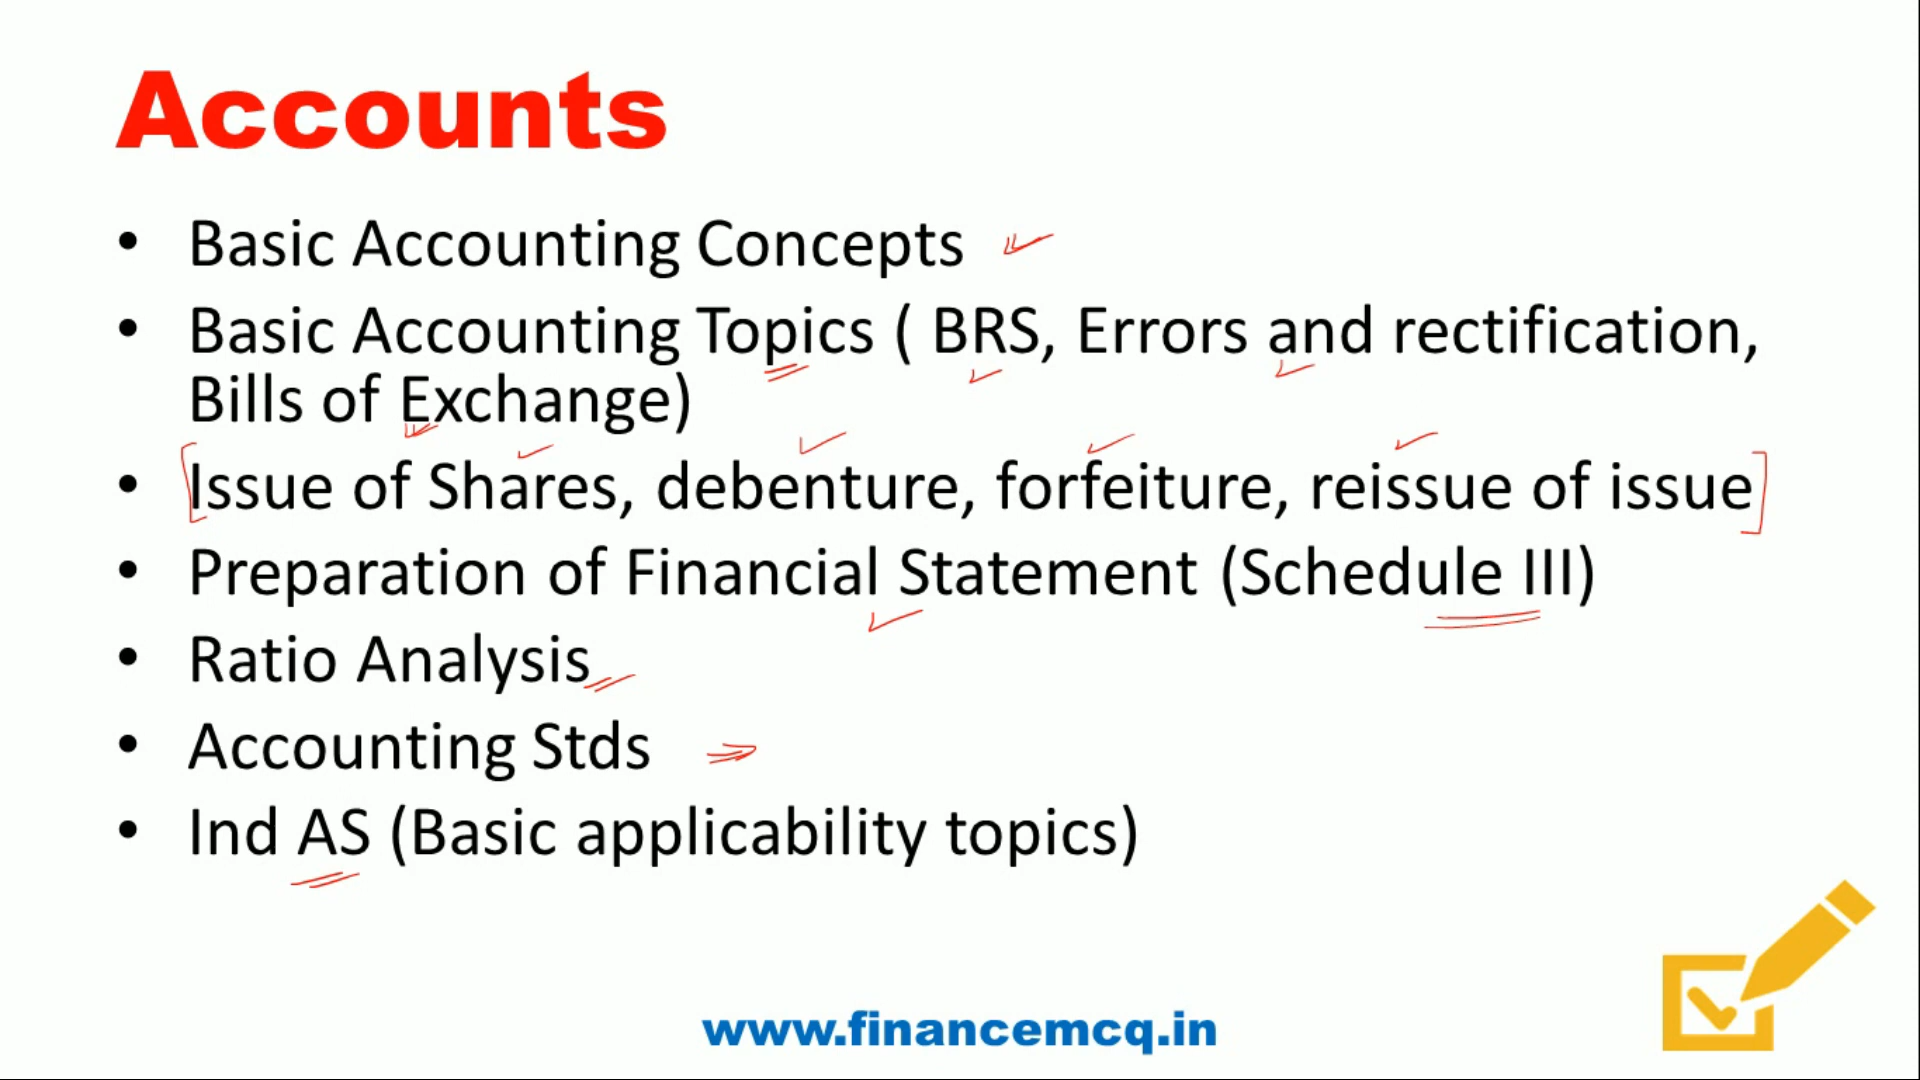 Accounts
• Basic Accounting Concepts
• Basic Accounting Topics ( BRS, Errors and rectification,
Bills of Exchange)
• Issue of Shares, debenture, forfeiture, reissue of issue
• Preparation of Financial Statement (Schedule III)
• Ratio Analysis
• Accounting Stds
• Ind AS (Basic applicability topics)
www.financemcq.in